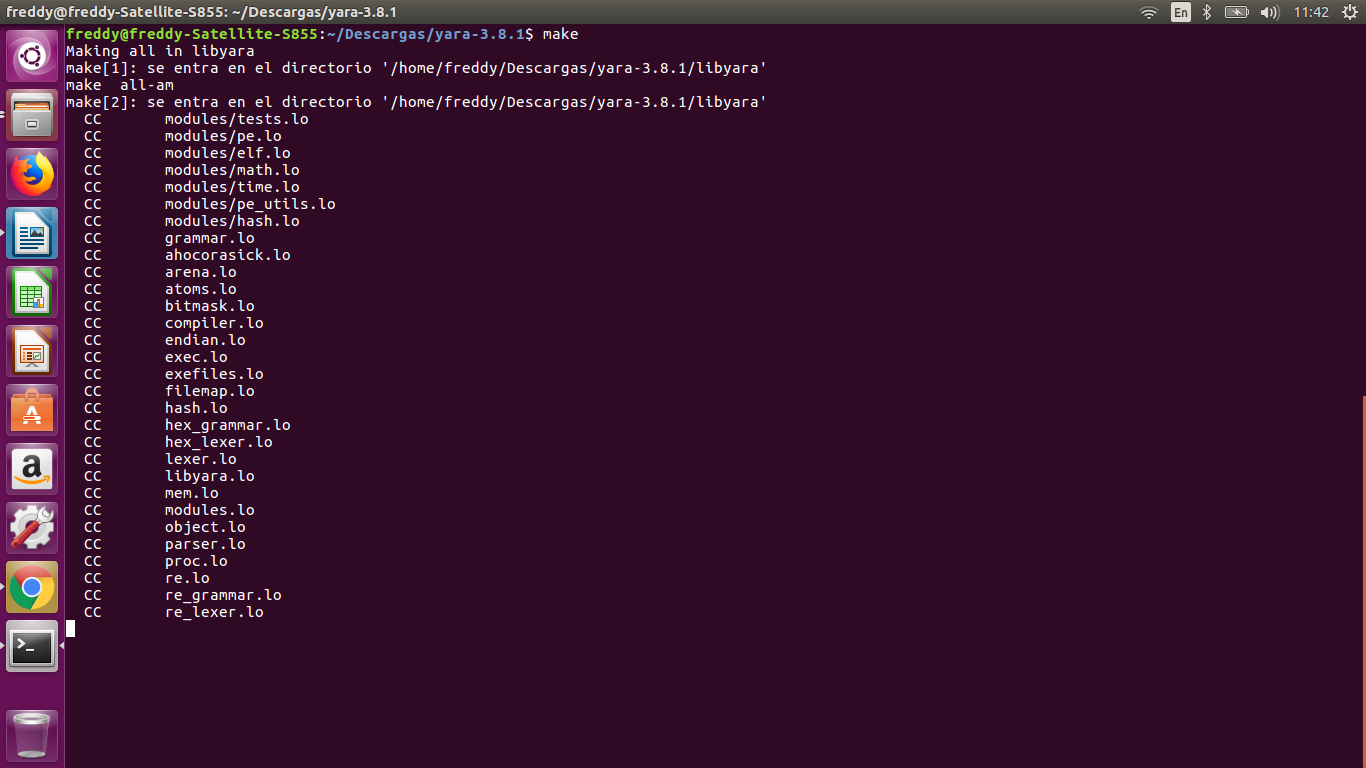 freddy@freddy-Satellite-S855: ~/Descargas/yara-3.8.1
En
11:42
freddy@freddy-Satellite-S855:~/Descargas/yara-3.8.1$ make
Making all in libyara
make[1]: se entra en el directorio '/home/freddy/Descargas/yara-3.8.1/libyara'
make  all-am
make[2]: se entra en el directorio '/home/freddy/Descargas/yara-3.8.1/libyara'
  CC       modules/tests.lo
  CC       modules/pe.lo
  CC       modules/elf.lo
  CC       modules/math.lo
  CC       modules/time.lo
  CC       modules/pe_utils.lo
  CC       modules/hash.lo
  CC       grammar.lo
  CC       ahocorasick.lo
  CC       arena.lo
  CC       atoms.lo
  CC       bitmask.lo
  CC       compiler.lo
  CC       endian.lo
  CC       exec.lo
  CC       exefiles.lo
  CC       filemap.lo
  CC       hash.lo
  CC       hex_grammar.lo
  CC       hex_lexer.lo
  CC       lexer.lo
  CC       libyara.lo
  CC       mem.lo
  CC       modules.lo
  CC       object.lo
  CC       parser.lo
  CC       proc.lo
  CC       re.lo
  CC       re_grammar.lo
  CC       re_lexer.lo